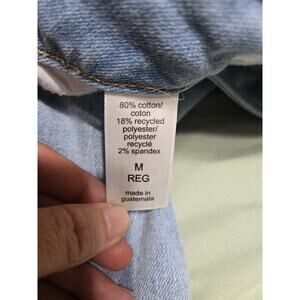 80% cotton/
coton
18% recycled
polyester/
polyester
recyclé
2% spandex
M
REG
made in
guatemala